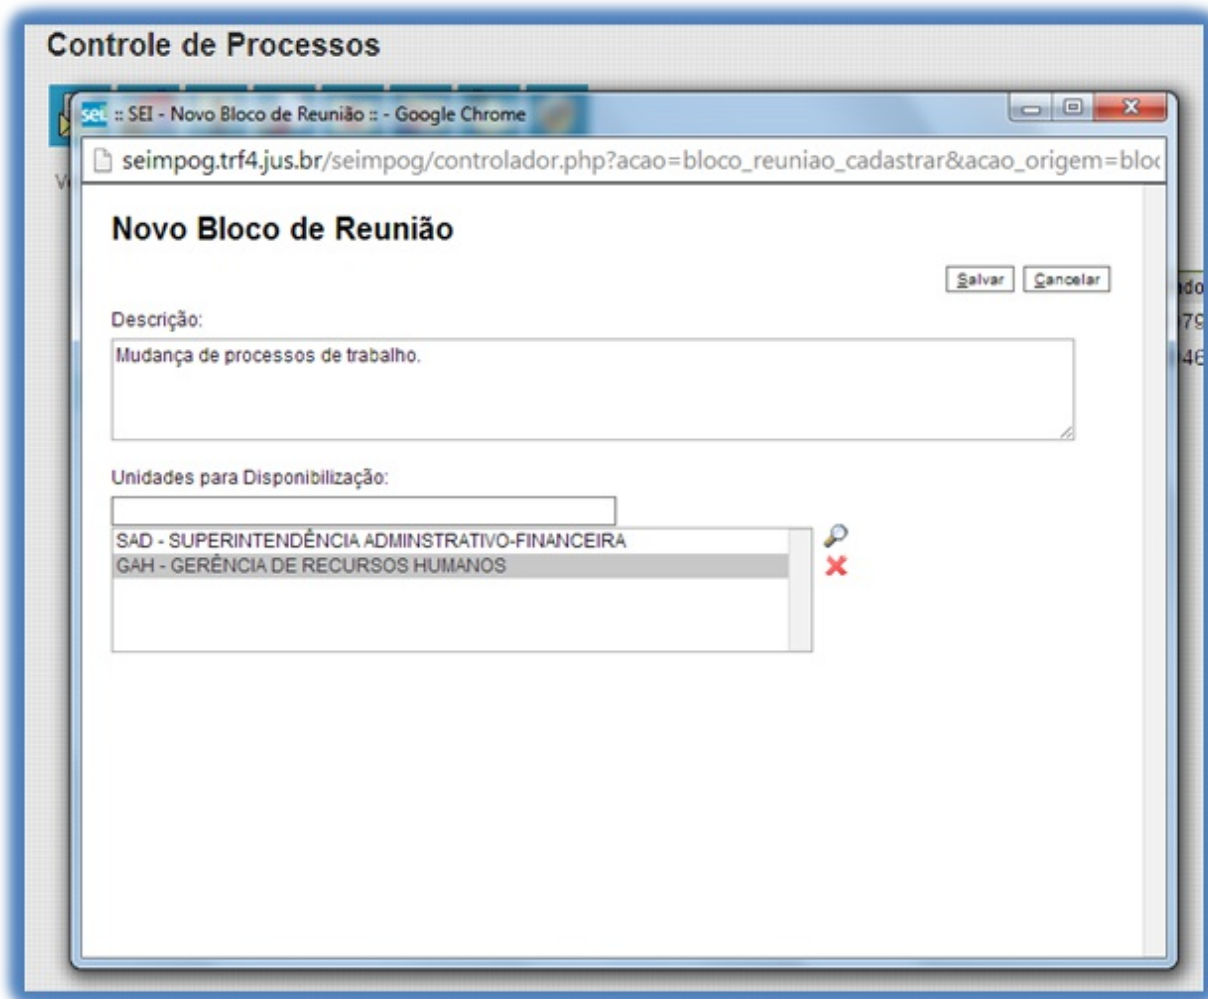 Controle de Processos
sei :: SEI - Novo Bloco de Reunião :: - Google Chrome
seimpog.trf4.jus.br/seimpog/controlador.php?acao=bloco_reuniao_cadastrar&acao_origem=bloc
Novo Bloco de Reunião
Salvar Cancelar
Descrição:
Mudança de processos de trabalho.
Unidades para Disponibilização:
SAD - SUPERINTENDÊNCIA ADMINSTRATIVO-FINANCEIRA
GAH - GERÊNCIA DE RECURSOS HUMANOS